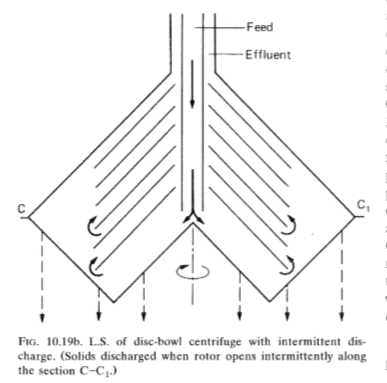 Feed
Effluent
C
C₁
FIG. 10.19b. L.S. of disc-bowl centrifuge with intermittent dis-
charge. (Solids discharged when rotor opens intermittently along
the section C-C₁.)